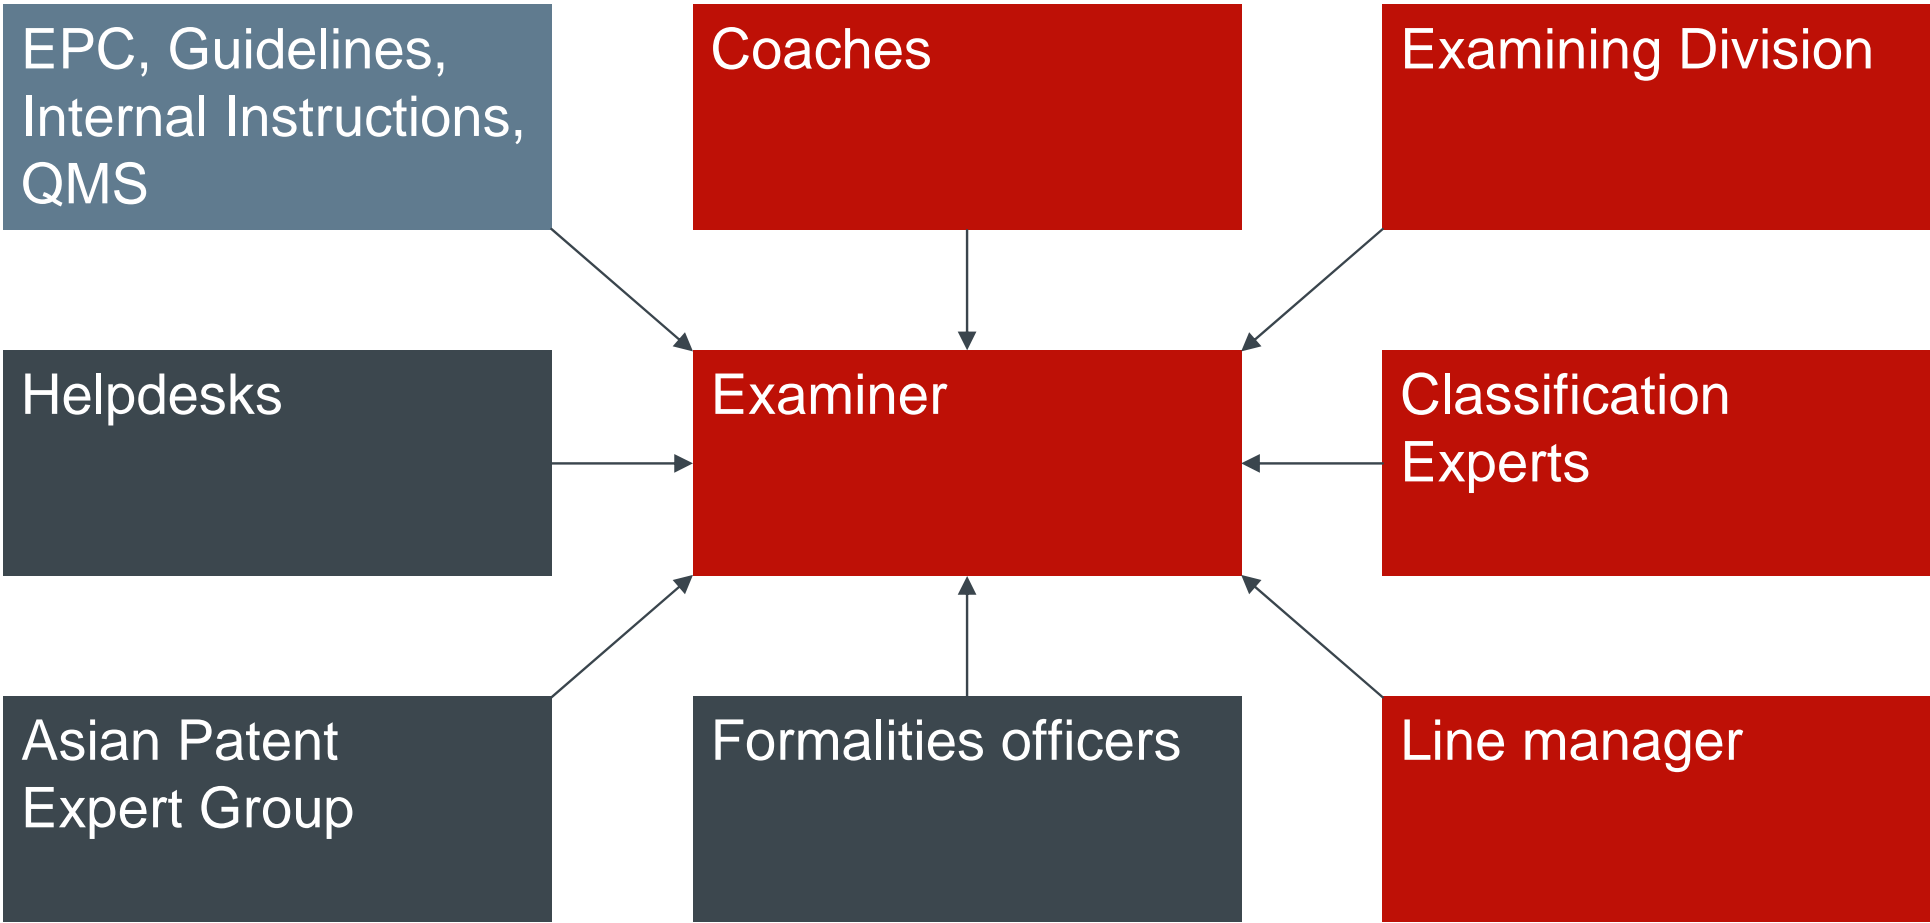 EPC, Guidelines,
Internal Instructions,
QMS
Coaches
Examining Division
Helpdesks
Examiner
Classification
Experts
Asian Patent
Expert Group
Formalities officers
Line manager